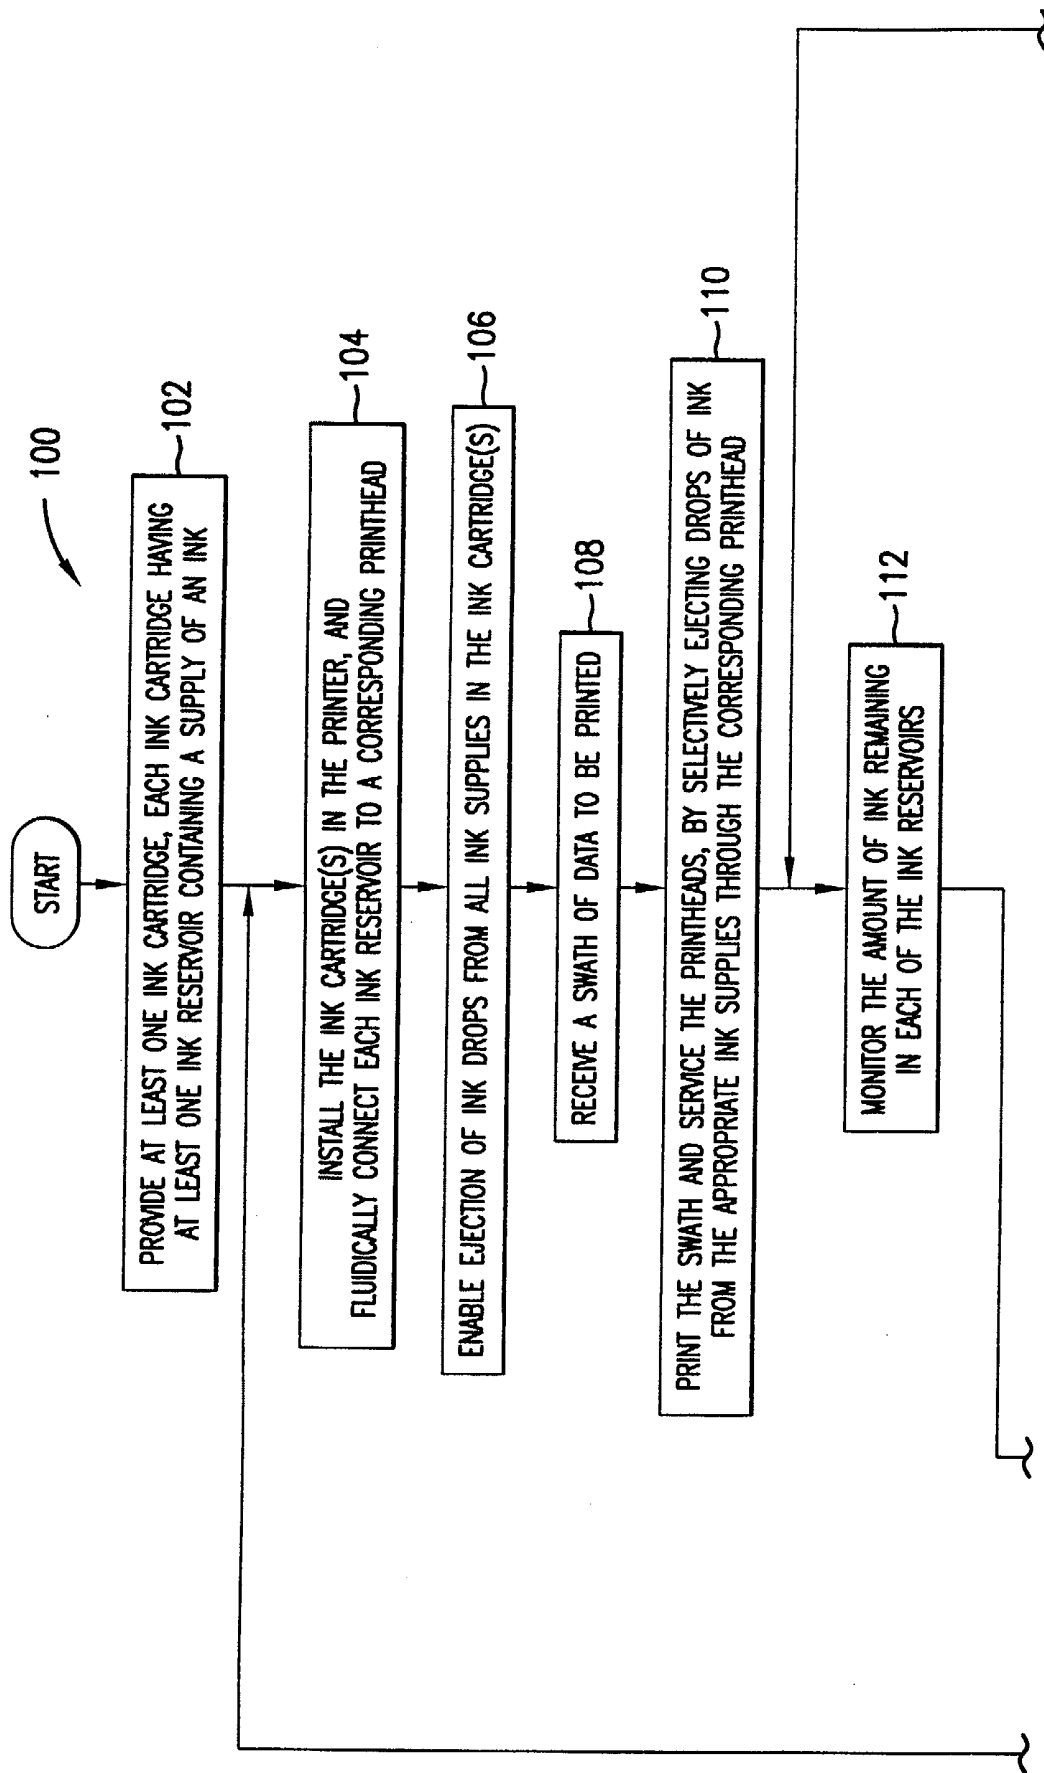 100
START
PROVIDE AT LEAST ONE INK CARTRIDGE, EACH INK CARTRIDGE HAVING
AT LEAST ONE INK RESERVOIR CONTAINING A SUPPLY OF AN INK
102
INSTALL THE INK CARTRIDGE(S) IN THE PRINTER, AND
FLUIDICALLY CONNECT EACH INK RESERVOIR TO A CORRESPONDING PRINTHEAD
104
ENABLE EJECTION OF INK DROPS FROM ALL INK SUPPLIES IN THE INK CARTRIDGE(S)
106
RECEIVE A SWATH OF DATA TO BE PRINTED
108
PRINT THE SWATH AND SERVICE THE PRINTHEADS, BY SELECTIVELY EJECTING DROPS OF INK
FROM THE APPROPRIATE INK SUPPLIES THROUGH THE CORRESPONDING PRINTHEAD
110
MONITOR THE AMOUNT OF INK REMAINING
IN EACH OF THE INK RESERVOIRS
112